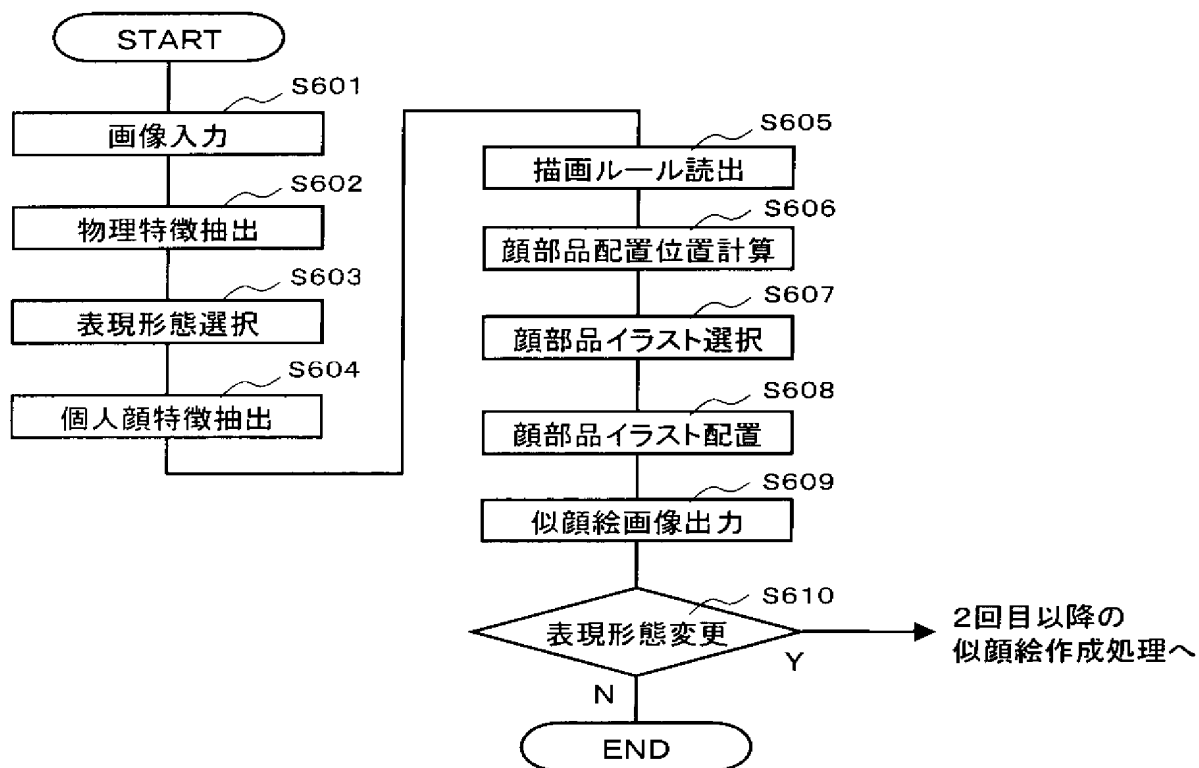 START
S601
画像入力
S602
物理特徴抽出
S603
表現形態選択
S604
個人顔特徴抽出
S605
描画ルール読出
S606
顔部品配置位置計算
S607
顔部品イラスト選択
S608
顔部品イラスト配置
S609
似顔絵画像出力
S610
表現形態変更
Y
2回目以降の
似顔絵作成処理へ
N
END